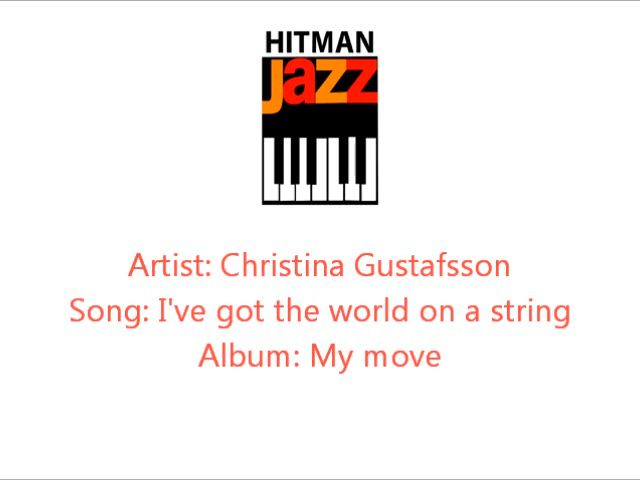 HITMAN
jazz
Artist: Christina Gustafsson
Song: I've got the world on a string
Album: My move